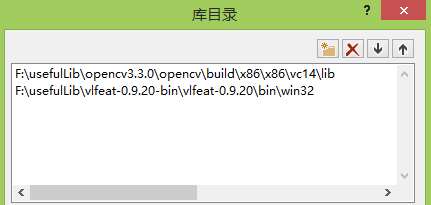 库目录
?
F:\usefulLib\opencv3.3.0\opencv\build\x86\x86\vc14\lib
F:\usefulLib\vlfeat-0.9.20-bin\vlfeat-0.9.20\bin\win32